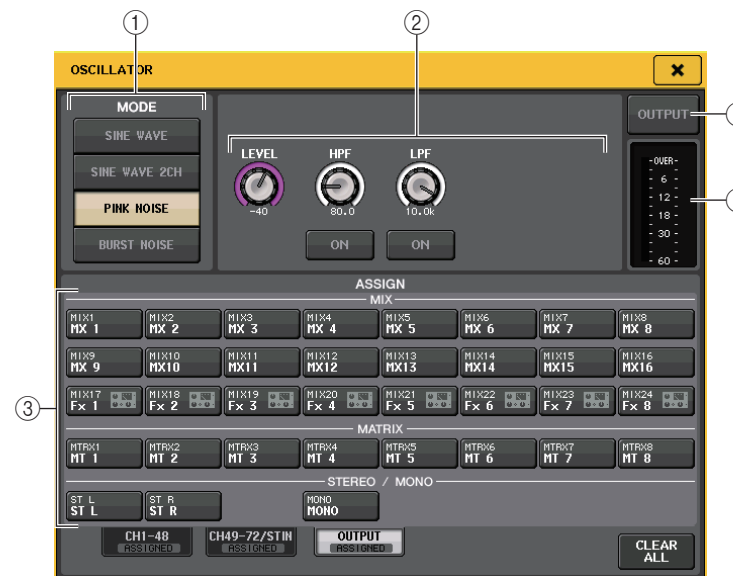 1
2
OSCILLATOR
MODE
SINE WAVE
SINE WAVE 2CH
PINK NOISE
BURST NOISE
LEVEL HPF LPF
-40 80.0 10.0k
ON ON
OUTPUT
-OVER-
6
12
18
30
60
3
ASSIGN
MIX
MIX1 MIX2 MIX3 MIX4 MIX5 MIX6 MIX7 MIX8
MX 1 MX 2 MX 3 MX 4 MX 5 MX 6 MX 7 MX 8
MIX9 MIX10 MIX11 MIX12 MIX13 MIX14 MIX15 MIX16
MX 9 MX10 MX11 MX12 MX13 MX14 MX15 MX16
MIX17 MIX18 MIX19 MIX20 MIX21 MIX22 MIX23 MIX24
Fx 1 Fx 2 Fx 3 Fx 4 Fx 5 Fx 6 Fx 7 Fx 8
MATRIX
MTRX1 MTRX2 MTRX3 MTRX4 MTRX5 MTRX6 MTRX7 MTRX8
MT 1 MT 2 MT 3 MT 4 MT 5 MT 6 MT 7 MT 8
STEREO / MONO
ST L ST R MONO
ST L ST R MONO
CH1-48 CH49-72/STIN OUTPUT
ASSIGNED ASSIGNED ASSIGNED
CLEAR
ALL